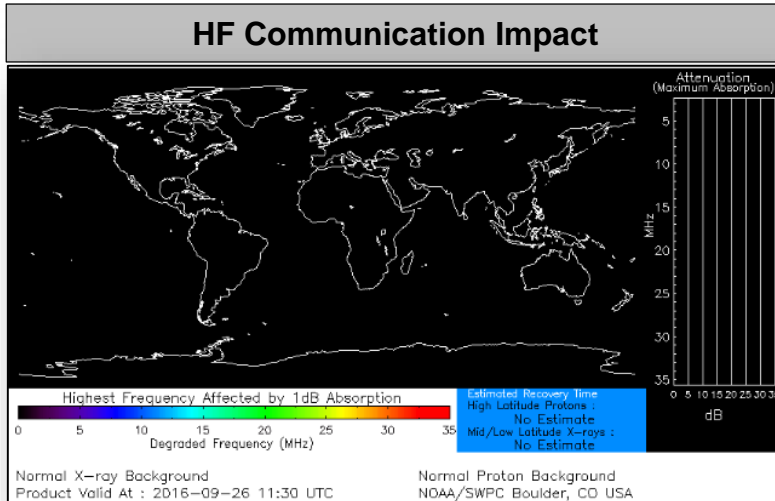 HF Communication Impact
Attenuation
(Maximum Absorption)
5
10
15
20
25
30
35
MHz
0 5 10 15 20 25 30 35
dB
Highest Frequency Affected by 1dB Absorption
0 5 10 15 20 25 30 35
Degraded Frequency (MHz)
Estimated Recovery Time
High Latitude Protons :
No Estimate
Mid/Low Latitude X-rays :
No Estimate
Normal X-ray Background
Product Valid At : 2016-09-26 11:30 UTC
Normal Proton Background
NOAA/SWPC Boulder, CO USA